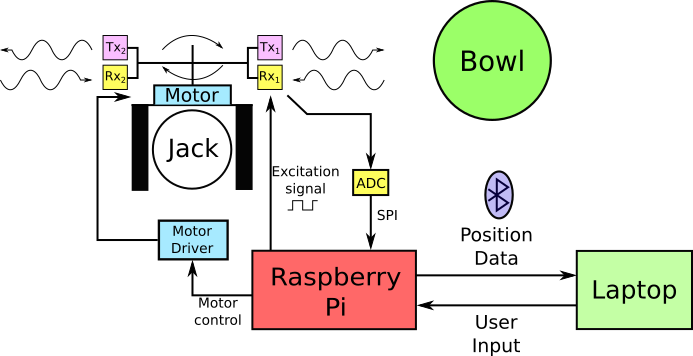 Tx2
Tx1
Rx2
Rx1
Motor
Bowl
Jack
Excitation
signal
ADC
SPI
Motor
Driver
Position
Data
Raspberry
Pi
Laptop
Motor
control
User
Input